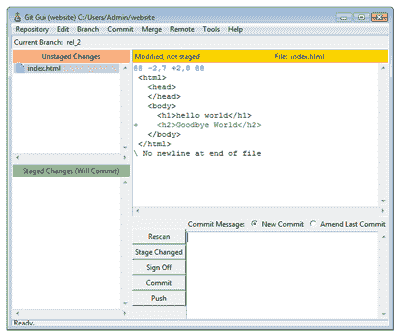 Git Gui (website) C:/Users/Admin/website
Repository Edit Branch Commit Merge Remote Tools Help
Current Branch: rel_2
Unstaged Changes
index.html
Staged Changes (Will Commit)
Modified, not staged File: index.html
@@ -2,7 +2,8 @@
<html>
<head>
</head>
<body>
<h1>hello world</h1>
+ <h2>Goodbye World</h2>
</body>
</html>
\ No newline at end of file
Commit Message: New Commit Amend Last Commit
Rescan
Stage Changed
Sign Off
Commit
Push
Ready.